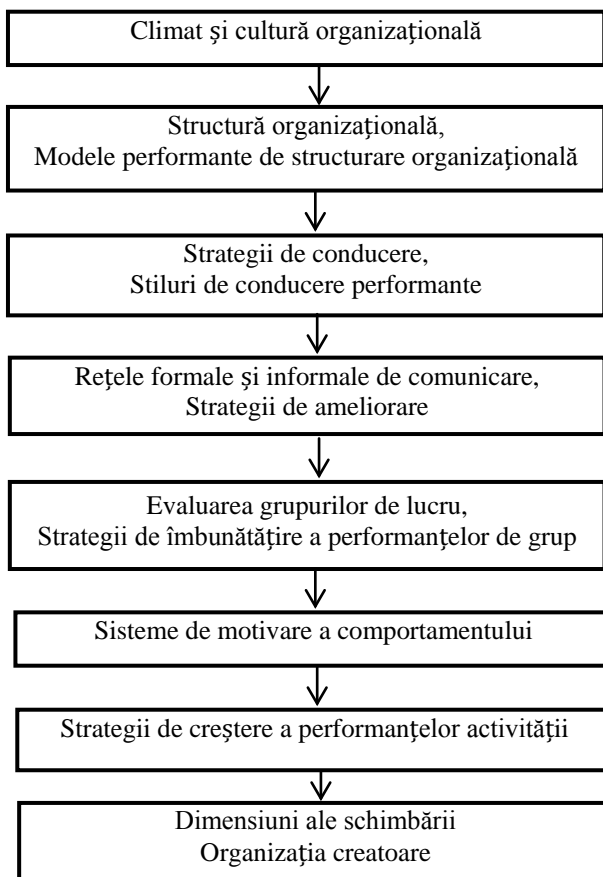 Climat şi cultură organizaţională
Structură organizaţională,
Modele performante de structurare organizaţională
Strategii de conducere,
Stiluri de conducere performante
Reţele formale şi informale de comunicare,
Strategii de ameliorare
Evaluarea grupurilor de lucru,
Strategii de îmbunătăţire a performanţelor de grup
Sisteme de motivare a comportamentului
Strategii de creştere a performanţelor activităţii
Dimensiuni ale schimbării
Organizaţia creatoare